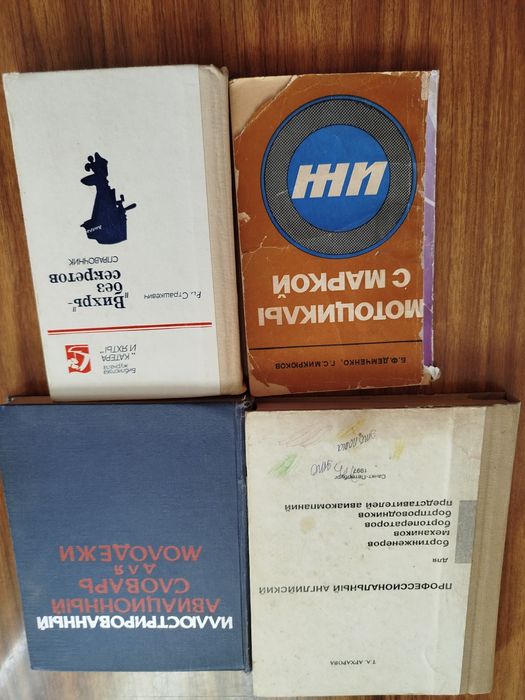 Б.Ф. ДЕМЧЕНКО, Г.С. МИКРЮКОВ
МОТОЦИКЛЫ
С МАРКОЙ
ИЖ
Библиотека
журнала
„КАТЕРА
И ЯХТЫ"
Р. Страшкевич
„Вихрь"
без
секретов
СПРАВОЧНИК
Т. А. АРХАРОВА
ПРОФЕССИОНАЛЬНЫЙ АНГЛИЙСКИЙ
для
бортинженеров
механиков
бортоператоров
бортпроводников
представителей авиакомпаний
Санкт-Петербург
1997
ИЛЛЮСТРИРОВАННЫЙ
АВИАЦИОННЫЙ
СЛОВАРЬ
ДЛЯ
МОЛОДЕЖИ